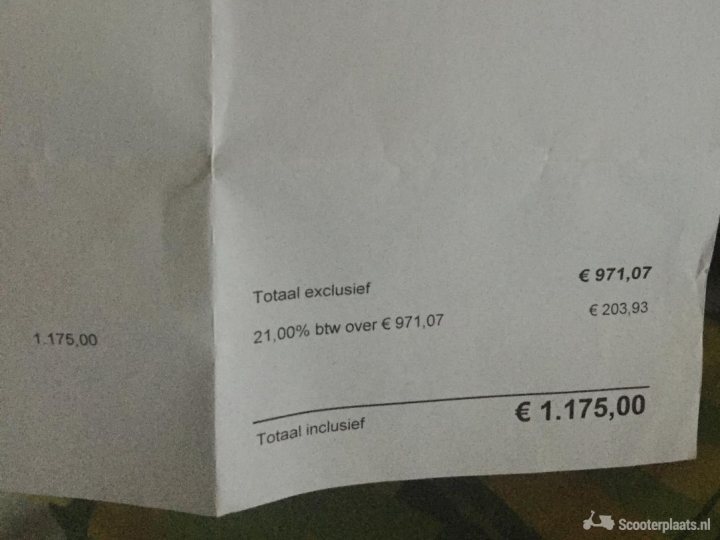 Totaal exclusief € 971,07
21,00% btw over € 971,07 € 203,93
1.175,00
Totaal inclusief € 1.175,00
Scooterplaats.nl